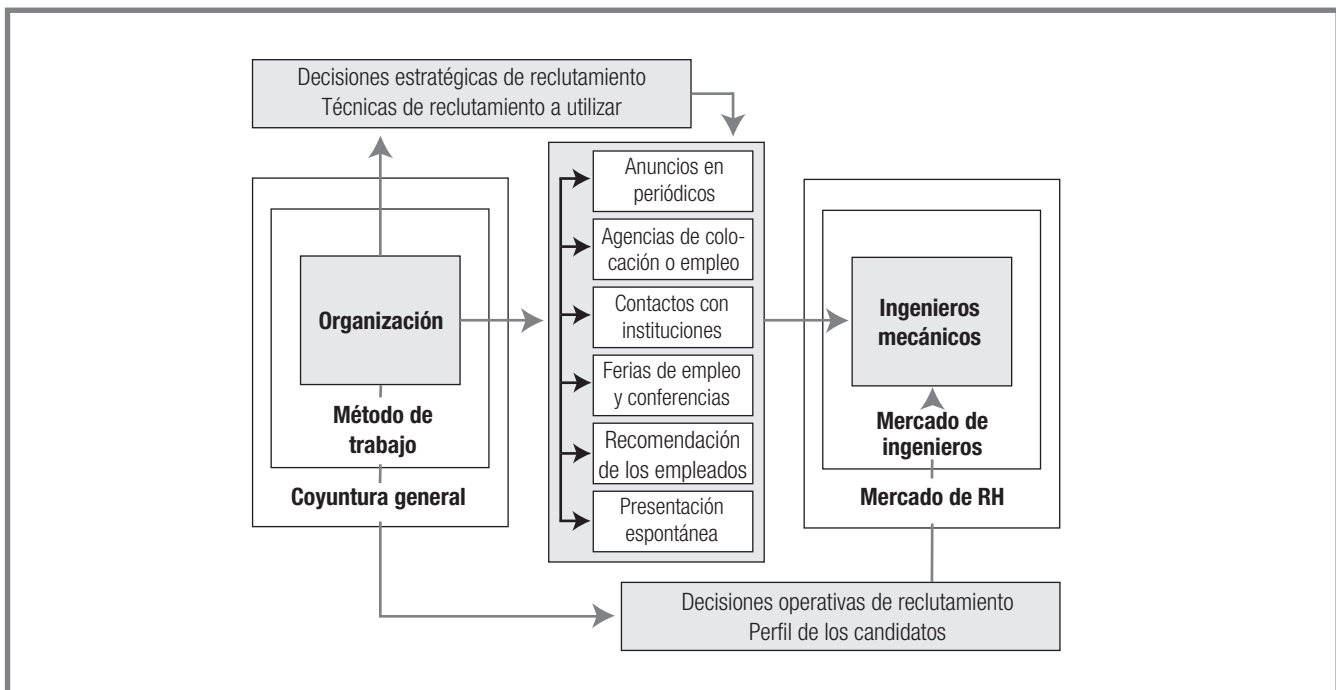 Decisiones estratégicas de reclutamiento
Técnicas de reclutamiento a utilizar
Organización
Método de
trabajo
Coyuntura general
Anuncios en
periódicos
Agencias de colo-
cación o empleo
Contactos con
instituciones
Ferias de empleo
y conferencias
Recomendación
de los empleados
Presentación
espontánea
Ingenieros
mecánicos
Mercado de
ingenieros
Mercado de RH
Decisiones operativas de reclutamiento
Perfil de los candidatos